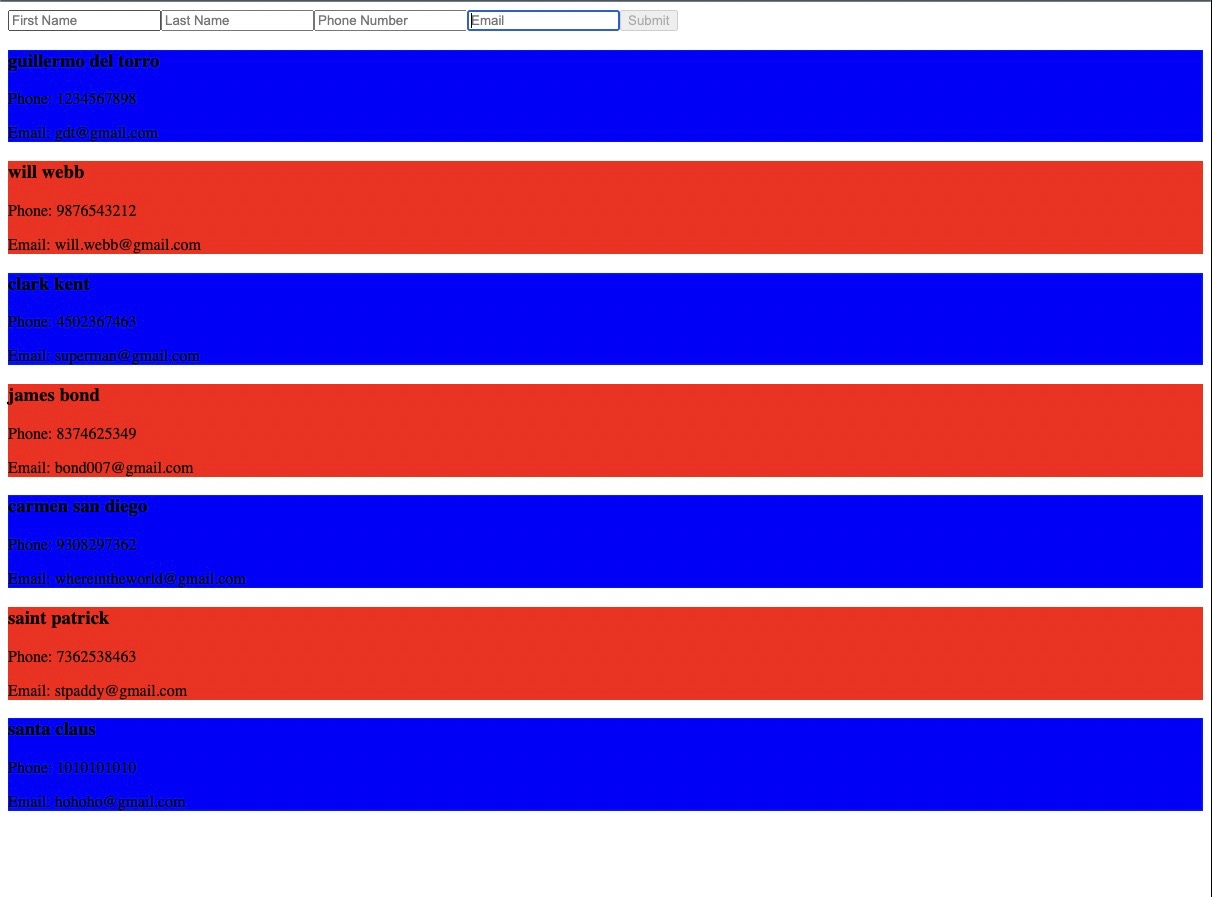 First Name Last Name Phone Number Email Submit
guillermo del torro
Phone: 1234567898
Email: gdt@gmail.com
will webb
Phone: 9876543212
Email: will.webb@gmail.com
clark kent
Phone: 4502367463
Email: superman@gmail.com
james bond
Phone: 8374625349
Email: bond007@gmail.com
carmen san diego
Phone: 9308297362
Email: whereintheworld@gmail.com
saint patrick
Phone: 7362538463
Email: stpaddy@gmail.com
santa claus
Phone: 1010101010
Email: hohoho@gmail.com